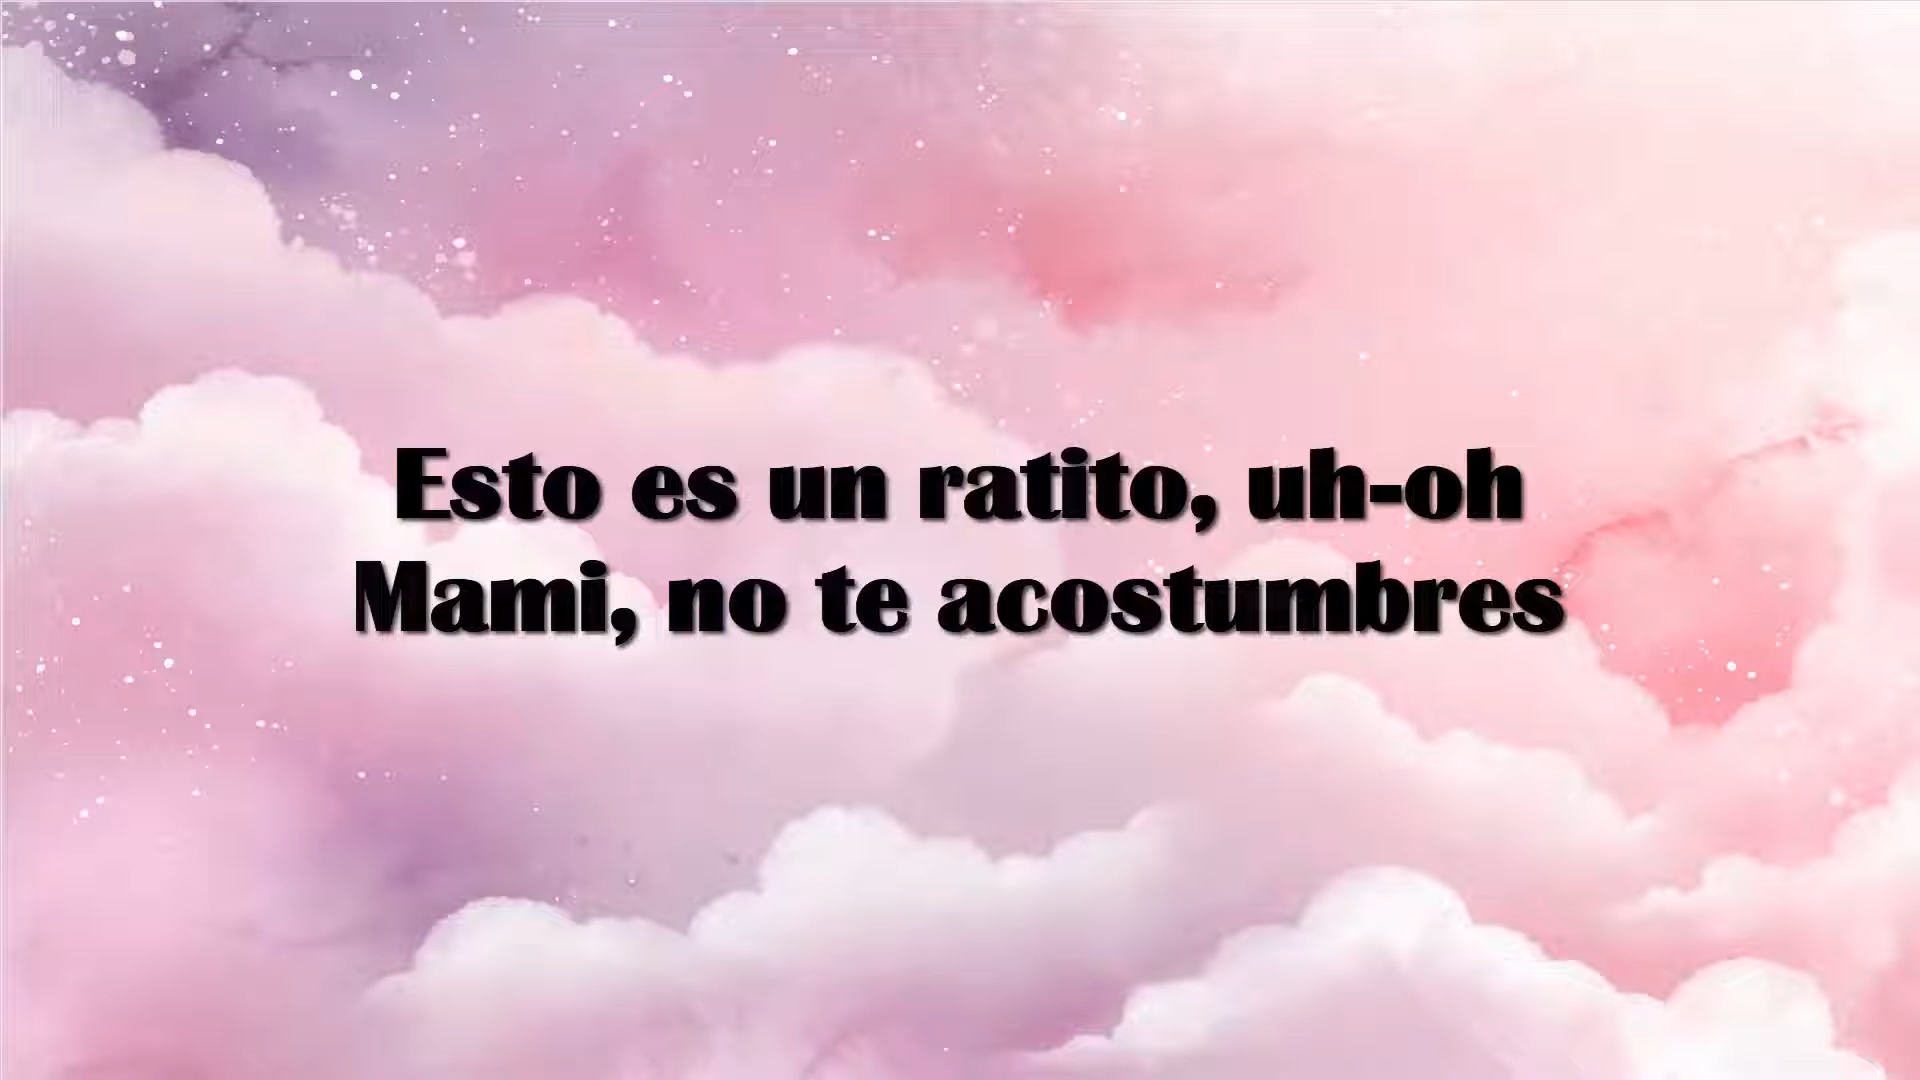 Esto es un ratito, uh-oh
Mami, no te acostumbres